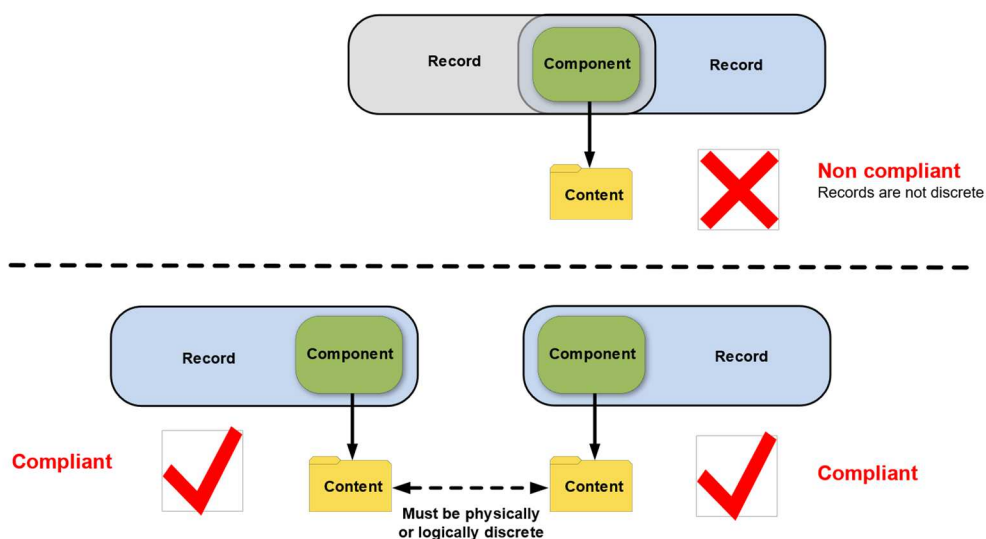 Record
Component
Record
Content
Non compliant
Records are not discrete
Record
Component
Component
Record
Compliant
Content
Content
Compliant
Must be physically
or logically discrete